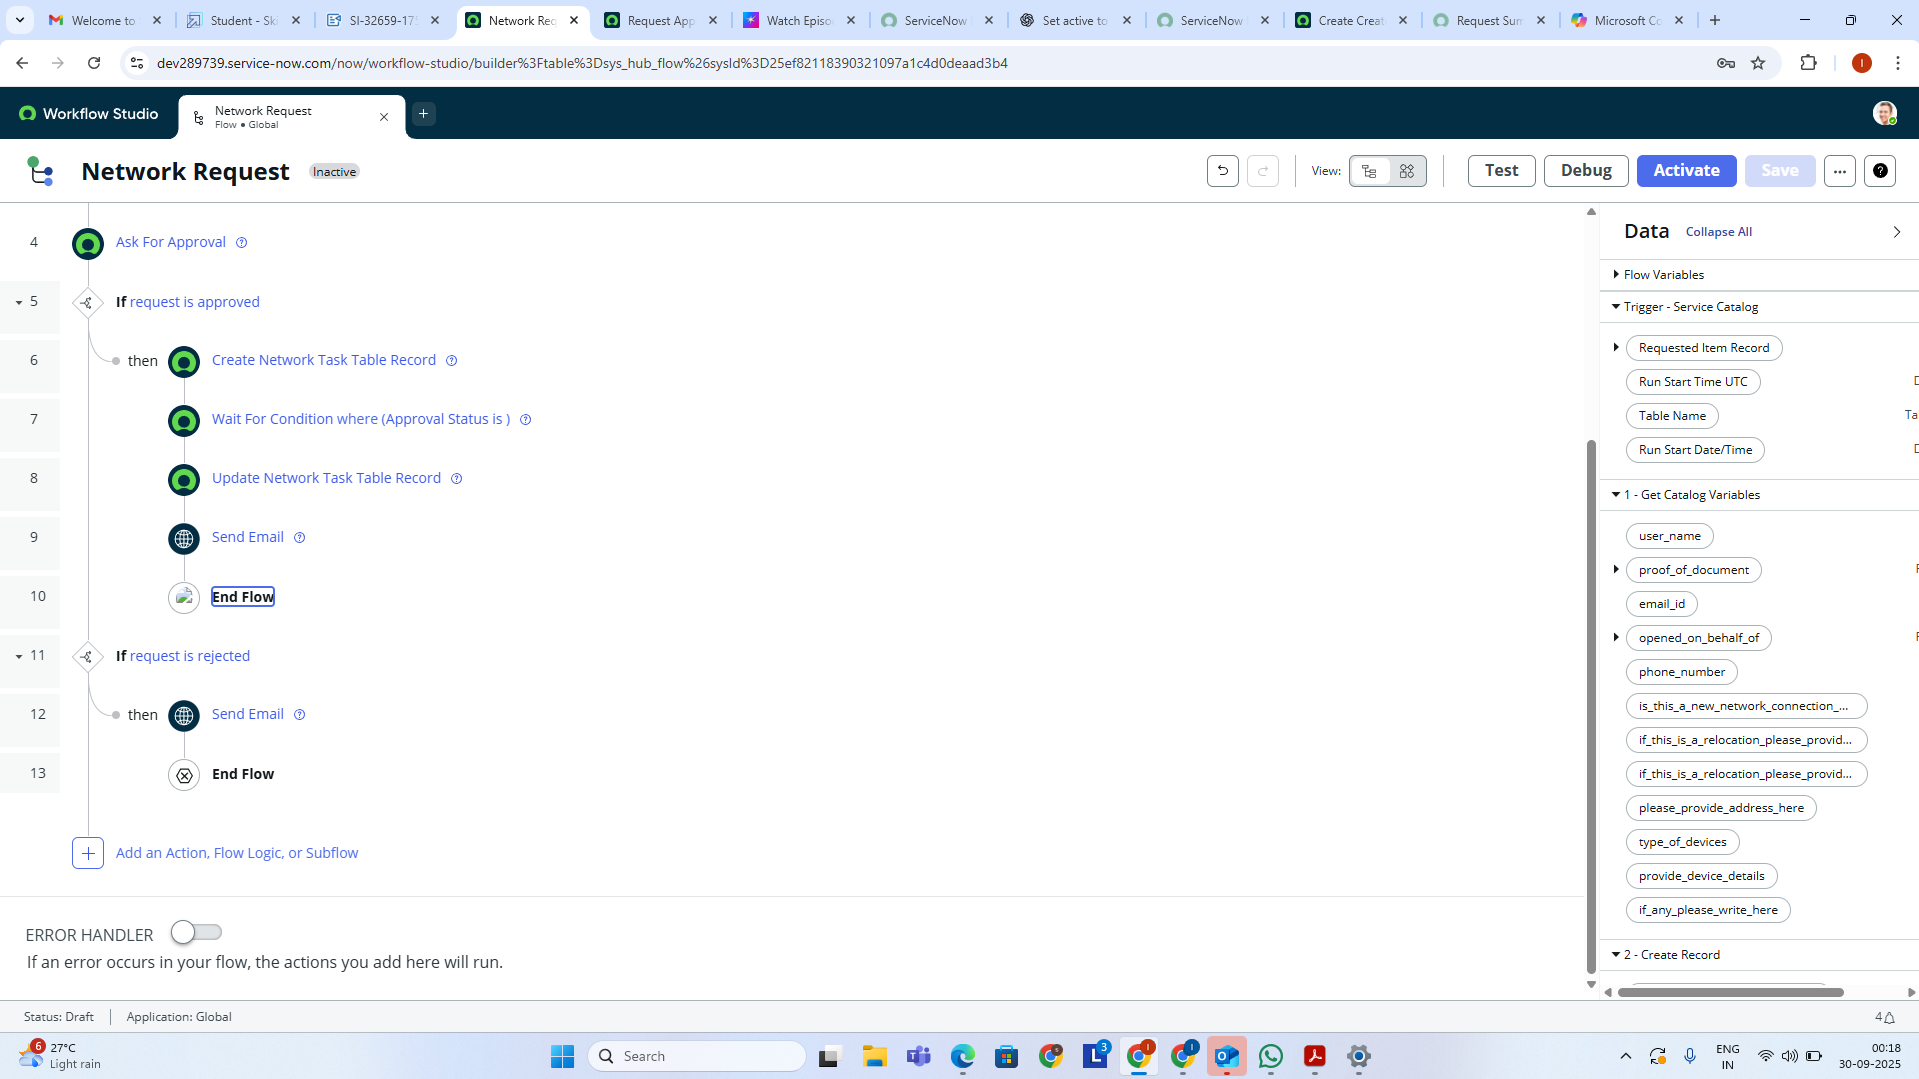 Welcome to
Student - Ski
SI-32659-175
Network Req
Request App
Watch Episo
ServiceNow
Set active to
ServiceNow
Create Creat
Request Sum
Microsoft Co
dev289739.service-now.com/now/workflow-studio/builder%3Ftable%3Dsys_hub_flow%26sysId%3D25ef82118390321097a1c4d0deaad3b4
I
Workflow Studio
Network Request
Flow • Global
Network Request
Inactive
View:
Test
Debug
Activate
Save
4
Ask For Approval
5
If request is approved
6
then
Create Network Task Table Record
7
Wait For Condition where (Approval Status is )
8
Update Network Task Table Record
9
Send Email
10
End Flow
11
If request is rejected
12
then
Send Email
13
End Flow
Add an Action, Flow Logic, or Subflow
ERROR HANDLER
If an error occurs in your flow, the actions you add here will run.
Data
Collapse All
Flow Variables
Trigger - Service Catalog
Requested Item Record
Run Start Time UTC
Table Name
Ta
Run Start Date/Time
1 - Get Catalog Variables
user_name
proof_of_document
email_id
opened_on_behalf_of
phone_number
is_this_a_new_network_connection_...
if_this_is_a_relocation_please_provid...
if_this_is_a_relocation_please_provid...
please_provide_address_here
type_of_devices
provide_device_details
if_any_please_write_here
2 - Create Record
Status: Draft
Application: Global
4
6
27°C
Light rain
Search
3
ENG
IN
00:18
30-09-2025